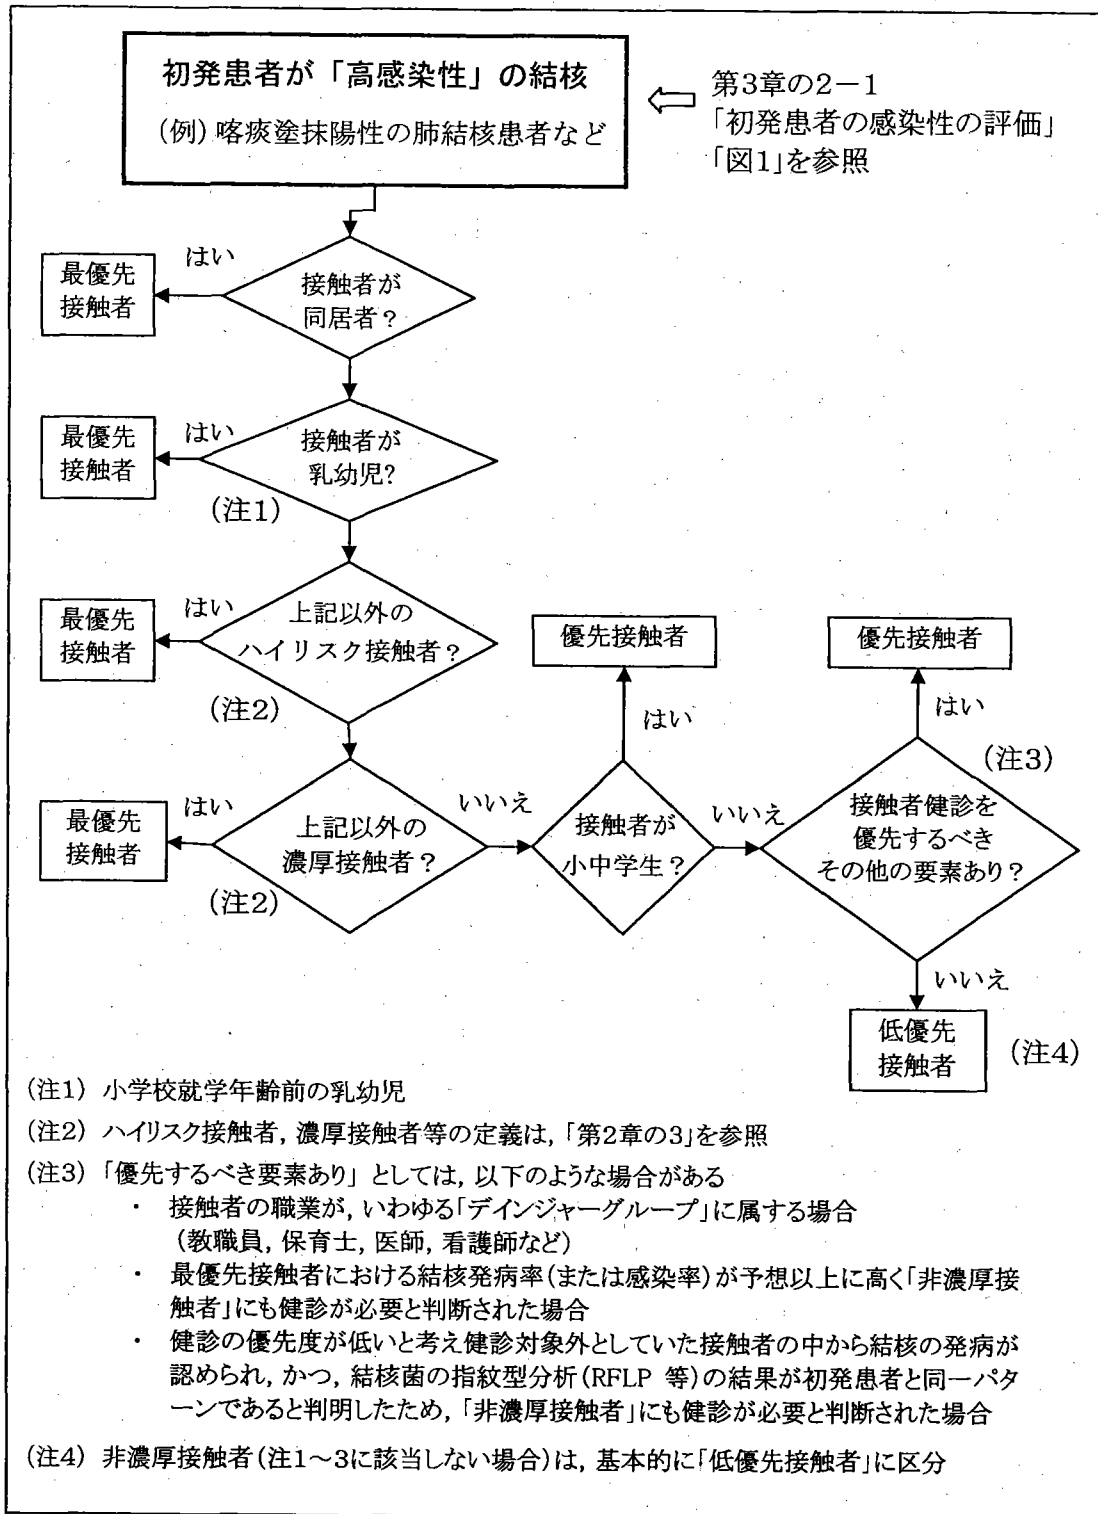 初発患者が「高感染性」の結核
(例) 喀痰塗抹陽性の肺結核患者など
第3章の2－1
「初発患者の感染性の評価」
「図1」を参照
はい
最優先
接触者
接触者が
同居者？
はい
最優先
接触者
接触者が
乳幼児?
(注1)
はい
最優先
接触者
上記以外の
ハイリスク接触者？
(注2)
優先接触者
はい
優先接触者
はい
(注3)
はい
最優先
接触者
上記以外の
濃厚接触者？
(注2)
いいえ
接触者が
小中学生？
いいえ
接触者健診を
優先するべき
その他の要素あり？
いいえ
低優先
接触者
(注4)
(注1) 小学校就学年齢前の乳幼児
(注2) ハイリスク接触者, 濃厚接触者等の定義は, 「第2章の3」を参照
(注3) 「優先するべき要素あり」としては, 以下のような場合がある
・ 接触者の職業が, いわゆる「デインジャーグループ」に属する場合
(教職員, 保育士, 医師, 看護師など)
・ 最優先接触者における結核発病率(または感染率)が予想以上に高く「非濃厚接
触者」にも健診が必要と判断された場合
・ 健診の優先度が低いと考え健診対象外としていた接触者の中から結核の発病が
認められ, かつ, 結核菌の指紋型分析(RFLP 等)の結果が初発患者と同一パタ
ーンであると判明したため, 「非濃厚接触者」にも健診が必要と判断された場合
(注4) 非濃厚接触者(注1～3に該当しない場合)は, 基本的に「低優先接触者」に区分